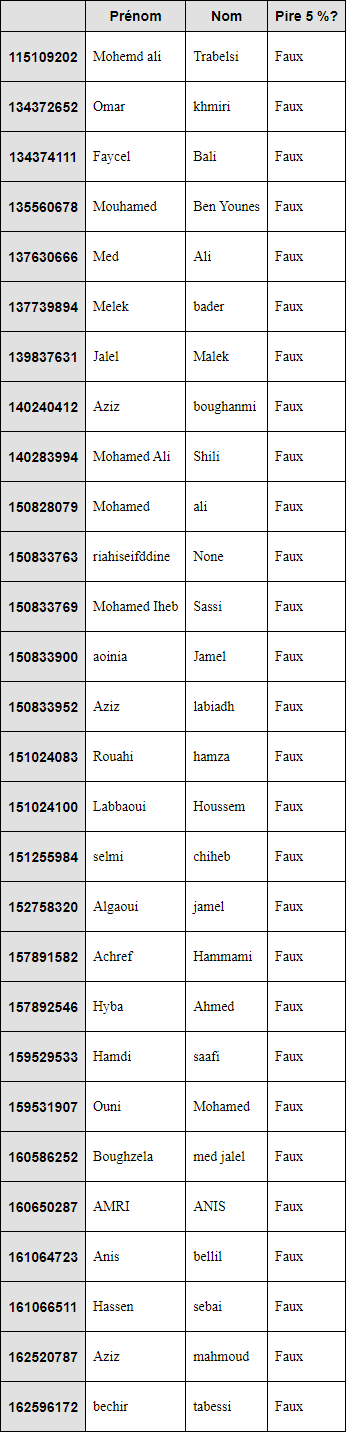 Prénom Nom Pire 5 %?
115109202 Mohemd ali Trabelsi Faux
134372652 Omar khmiri Faux
134374111 Faycel Bali Faux
135560678 Mouhamed Ben Younes Faux
137630666 Med Ali Faux
137739894 Melek bader Faux
139837631 Jalel Malek Faux
140240412 Aziz boughanmi Faux
140283994 Mohamed Ali Shili Faux
150828079 Mohamed ali Faux
150833763 riahiseifddine None Faux
150833769 Mohamed Iheb Sassi Faux
150833900 aoinia Jamel Faux
150833952 Aziz labiadh Faux
151024083 Rouahi hamza Faux
151024100 Labbaoui Houssem Faux
151255984 selmi chiheb Faux
152758320 Algaoui jamel Faux
157891582 Achref Hammami Faux
157892546 Hyba Ahmed Faux
159529533 Hamdi saafi Faux
159531907 Ouni Mohamed Faux
160586252 Boughzela med jalel Faux
160650287 AMRI ANIS Faux
161064723 Anis bellil Faux
161066511 Hassen sebai Faux
162520787 Aziz mahmoud Faux
162596172 bechir tabessi Faux